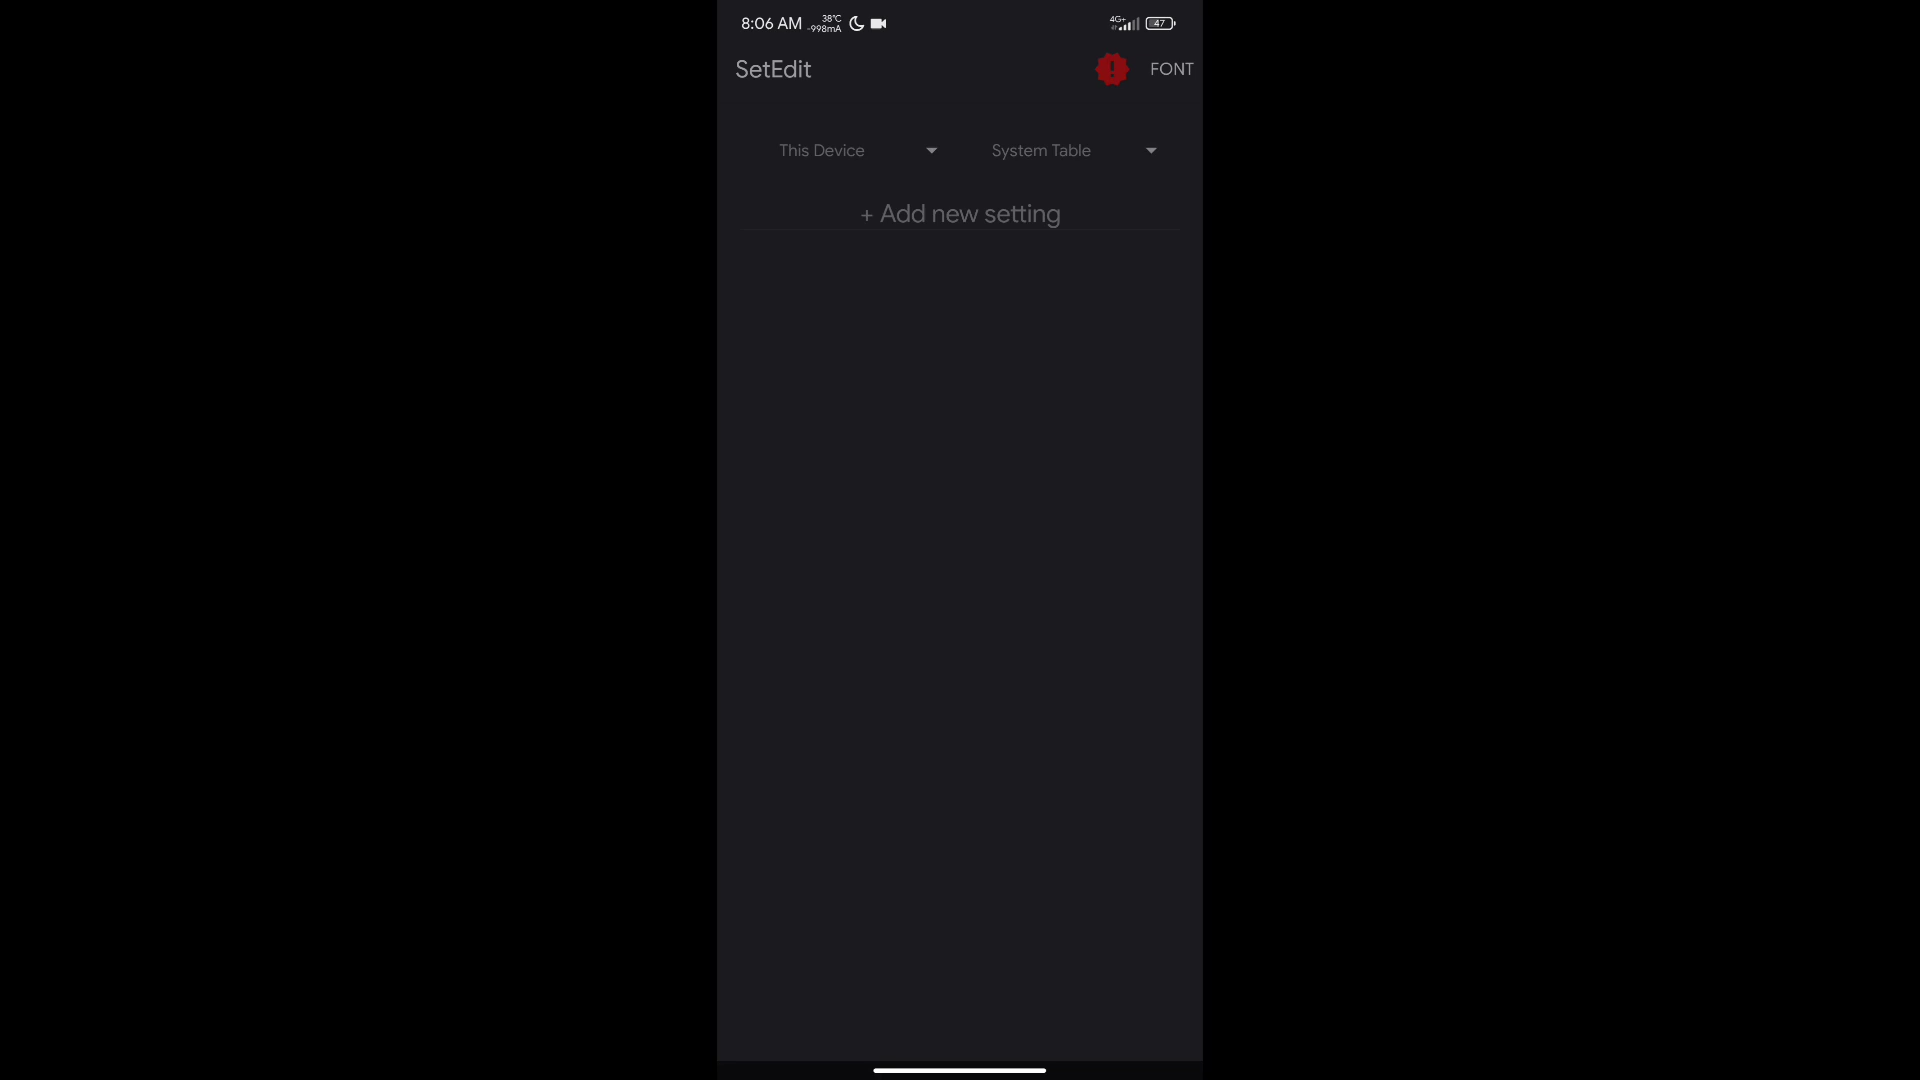 8:06 AM 38°C
-998mA
4G+
47
SetEdit
FONT
This Device
System Table
+ Add new setting